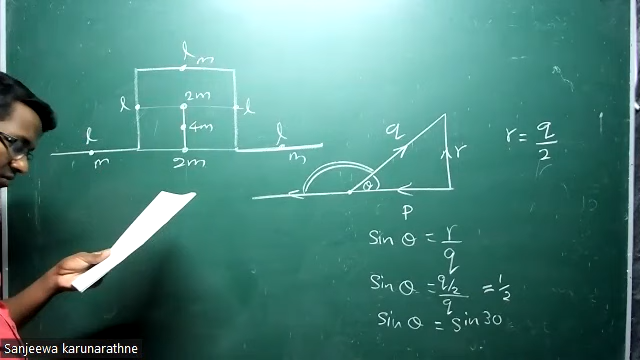 l m
l 2m l
4m
l l
m 2m m
q r
θ
P
r = q/2
Sin θ = r/q
Sin θ = q/2/q = 1/2
Sin θ = Sin 30
Sanjeewa karunarathne